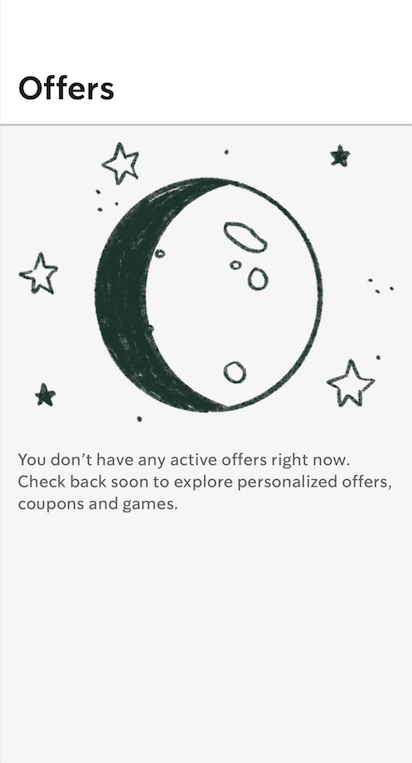 Offers
You don’t have any active offers right now.
Check back soon to explore personalized offers,
coupons and games.